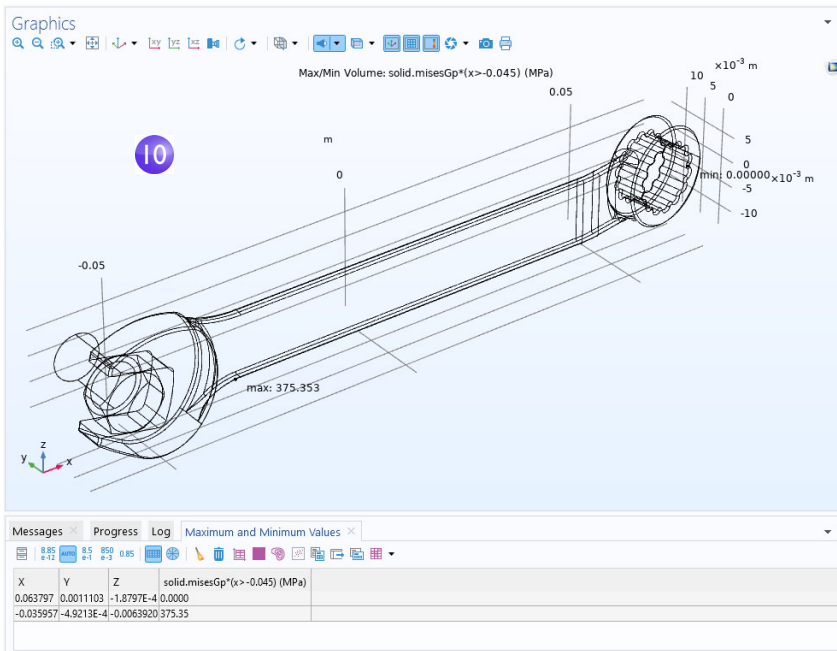 Graphics
xy yz xz
Max/Min Volume: solid.misesGp*(x>-0.045) (MPa)
×10⁻³ m
10
5
0
0.05
10
m
0
5
0
min: 0.00000
×10⁻³ m
-5
-10
-0.05
max: 375.353
z
y
x
Messages Progress Log Maximum and Minimum Values
8.85 e-12 AUTO 8.5 e-1 850 e-3 0.85
X Y Z solid.misesGp*(x>-0.045) (MPa)
0.063797 0.0011103 -1.8797E-4 0.0000
-0.035957 -4.9213E-4 -0.0063920 375.35